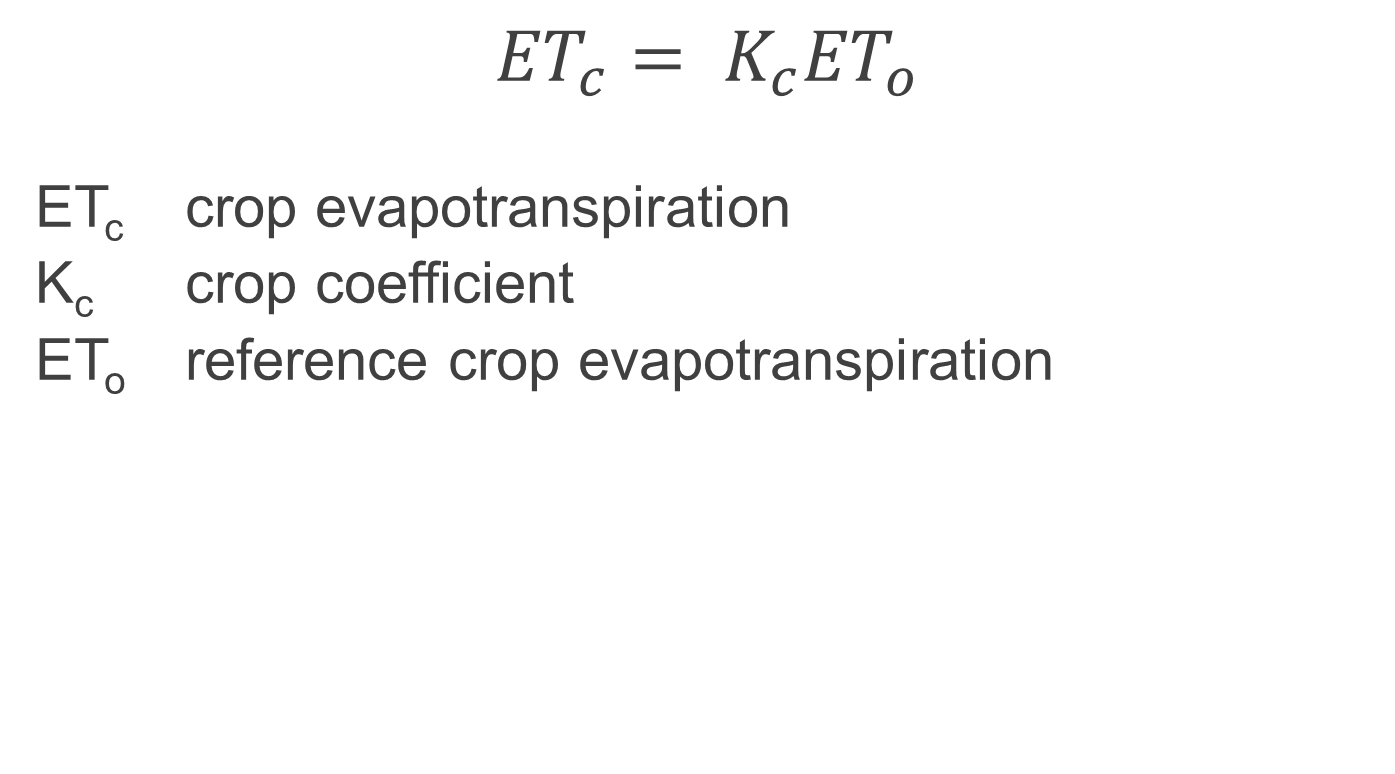 ETc = KcETo
ETc crop evapotranspiration
Kc crop coefficient
ETo reference crop evapotranspiration